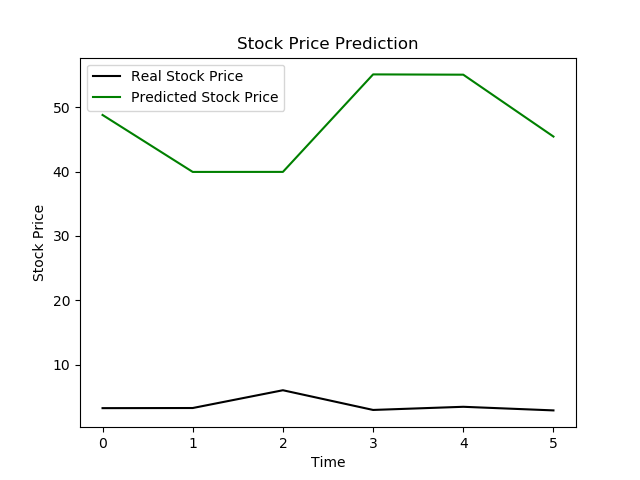 Stock Price Prediction
Real Stock Price
Predicted Stock Price
Stock Price
50
40
30
20
10
0 1 2 3 4 5
Time